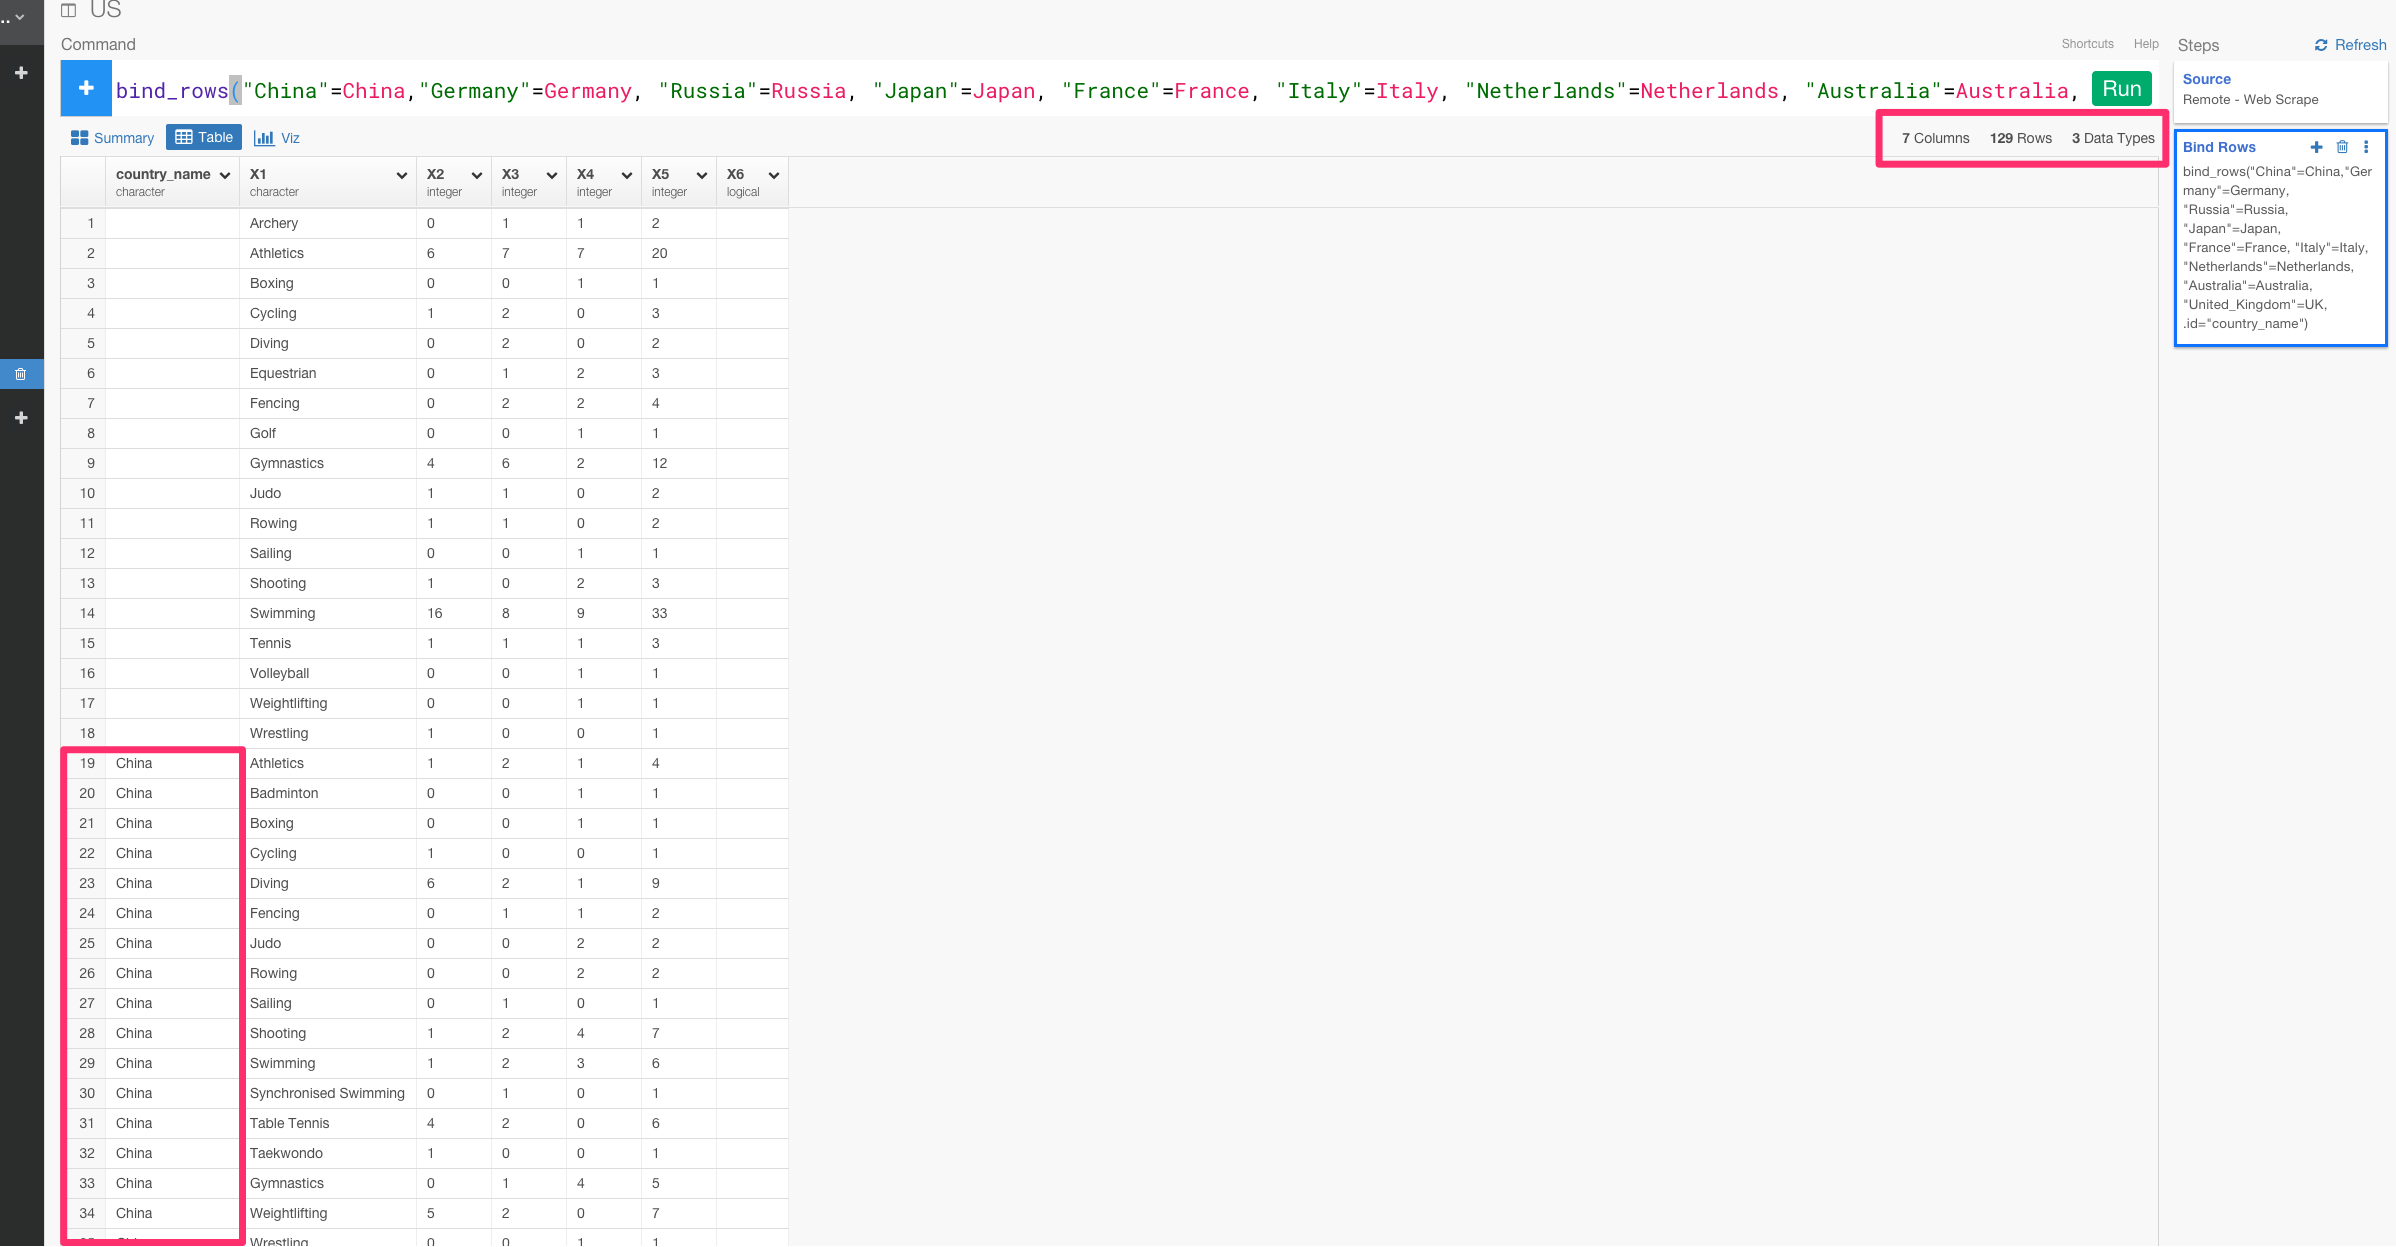 US
Command
Shortcuts Help
Steps
Refresh
bind_rows("China"=China,"Germany"=Germany, "Russia"=Russia, "Japan"=Japan, "France"=France, "Italy"=Italy, "Netherlands"=Netherlands, "Australia"=Australia,
Run
Source
Remote - Web Scrape
Summary Table Viz
7 Columns 129 Rows 3 Data Types
Bind Rows
bind_rows("China"=China,"Ger
many"=Germany,
"Russia"=Russia,
"Japan"=Japan,
"France"=France, "Italy"=Italy,
"Netherlands"=Netherlands,
"Australia"=Australia,
"United_Kingdom"=UK,
.id="country_name")
country_name X1 X2 X3 X4 X5 X6
character character integer integer integer integer logical
1 Archery 0 1 1 2
2 Athletics 6 7 7 20
3 Boxing 0 0 1 1
4 Cycling 1 2 0 3
5 Diving 0 2 0 2
6 Equestrian 0 1 2 3
7 Fencing 0 2 2 4
8 Golf 0 0 1 1
9 Gymnastics 4 6 2 12
10 Judo 1 1 0 2
11 Rowing 1 1 0 2
12 Sailing 0 0 1 1
13 Shooting 1 0 2 3
14 Swimming 16 8 9 33
15 Tennis 1 1 1 3
16 Volleyball 0 0 1 1
17 Weightlifting 0 0 1 1
18 Wrestling 1 0 0 1
19 China Athletics 1 2 1 4
20 China Badminton 0 0 1 1
21 China Boxing 0 0 1 1
22 China Cycling 1 0 0 1
23 China Diving 6 2 1 9
24 China Fencing 0 1 1 2
25 China Judo 0 0 2 2
26 China Rowing 0 0 2 2
27 China Sailing 0 1 0 1
28 China Shooting 1 2 4 7
29 China Swimming 1 2 3 6
30 China Synchronised Swimming 0 1 0 1
31 China Table Tennis 4 2 0 6
32 China Taekwondo 1 0 0 1
33 China Gymnastics 0 1 4 5
34 China Weightlifting 5 2 0 7
Wrestling 0 0 1 1